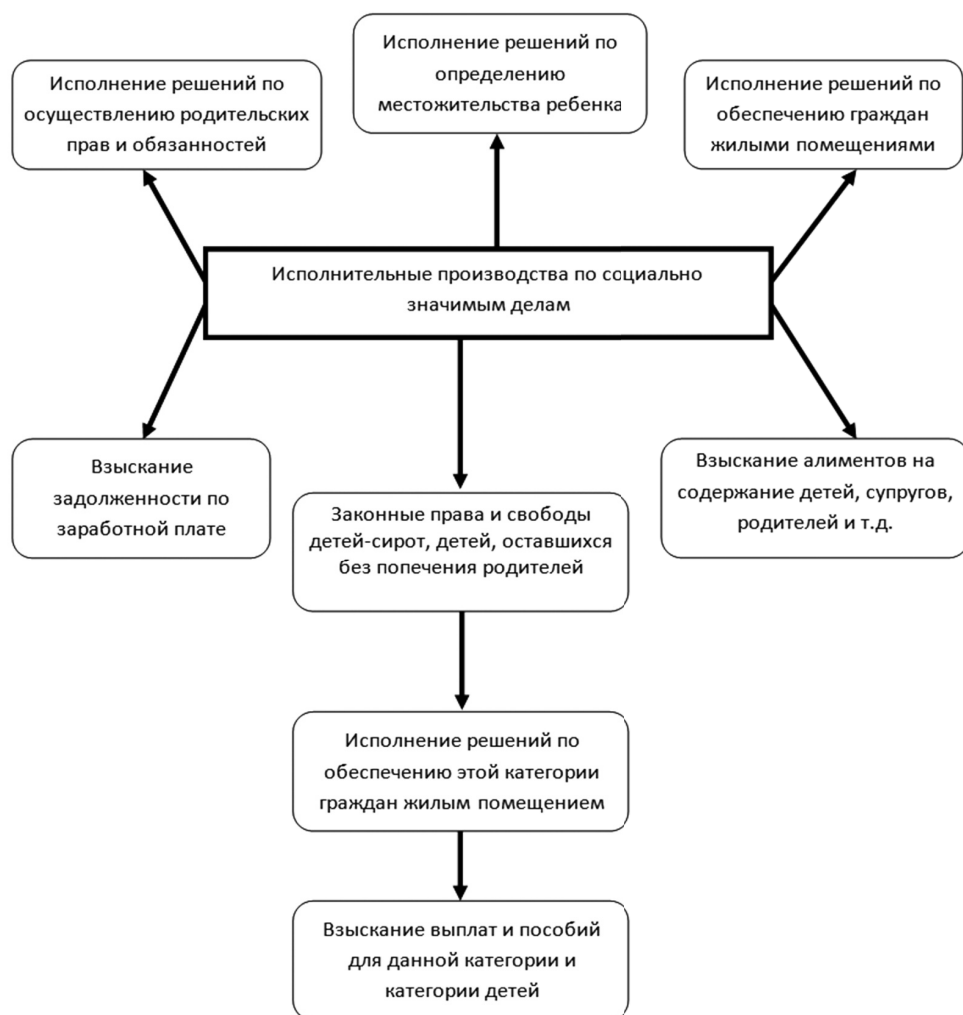 Исполнение решений по
осуществлению родительских
прав и обязанностей
Исполнение решений по
определению
местожительства ребенка
Исполнение решений по
обеспечению граждан
жилыми помещениями
Исполнительные производства по социально
значимым делам
Взыскание
задолженности по
заработной плате
Законные права и свободы
детей-сирот, детей, оставшихся
без попечения родителей
Взыскание алиментов на
содержание детей, супругов,
родителей и т.д.
Исполнение решений по
обеспечению этой категории
граждан жилым помещением
Взыскание выплат и пособий
для данной категории и
категории детей